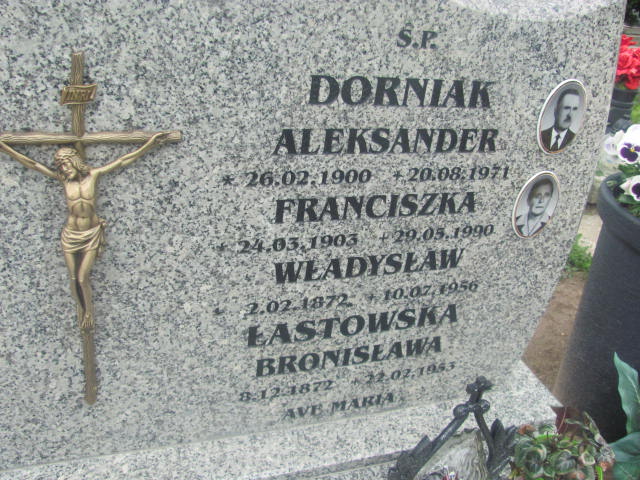 INRI
Ś.P.
DORNIAK
ALEKSANDER
* 26.02.1900 +20.08.1971
FRANCISZKA
* 24.03.1903 +29.05.1990
WŁADYSŁAW
* 2.02.1872 +10.07.1956
ŁASTOWSKA
BRONISŁAWA
8.12.1872 +22.02.1953
AVE MARIA